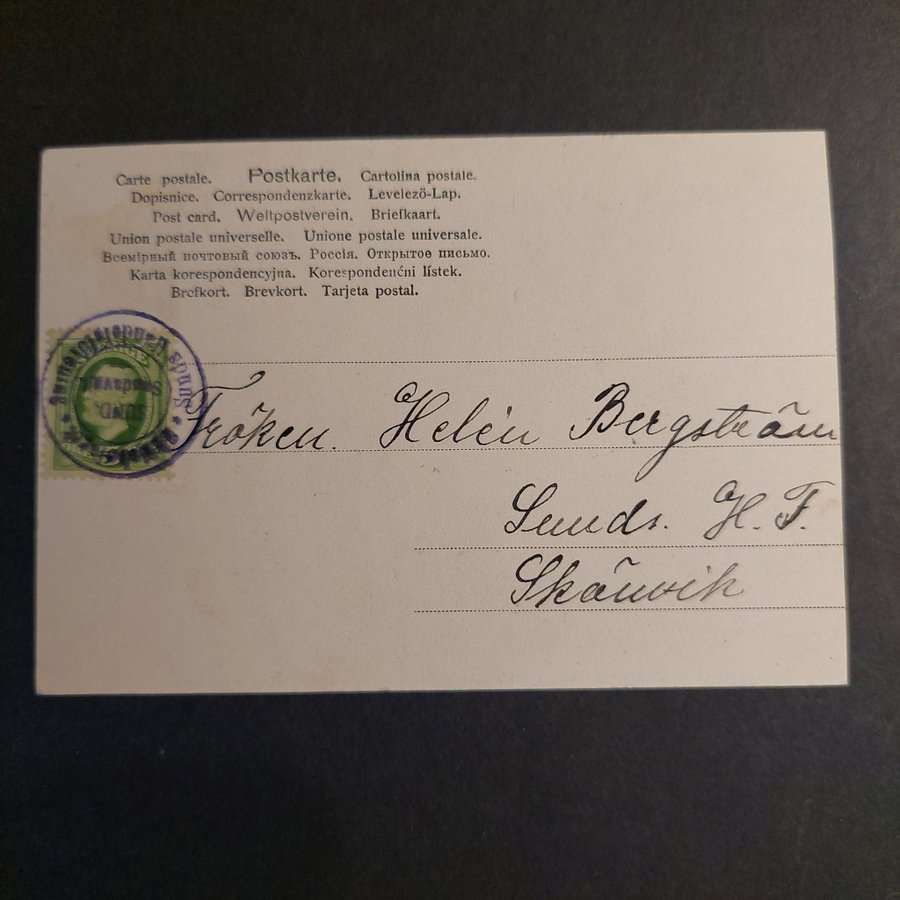 Carte postale. Postkarte. Cartolina postale.
Dopisnice. Correspondenzkarte. Levelezö-Lap.
Post card. Weltpostverein. Briefkaart.
Union postale universelle. Unione postale universale.
Всемірный почтовый союзъ. Россія. Открытое письмо.
Karta korespondencyjna. Korespondenční lístek.
Brefkort. Brevkort. Tarjeta postal.
Fröken. Helén Bergström
Sunds. H. F.
Skönvik